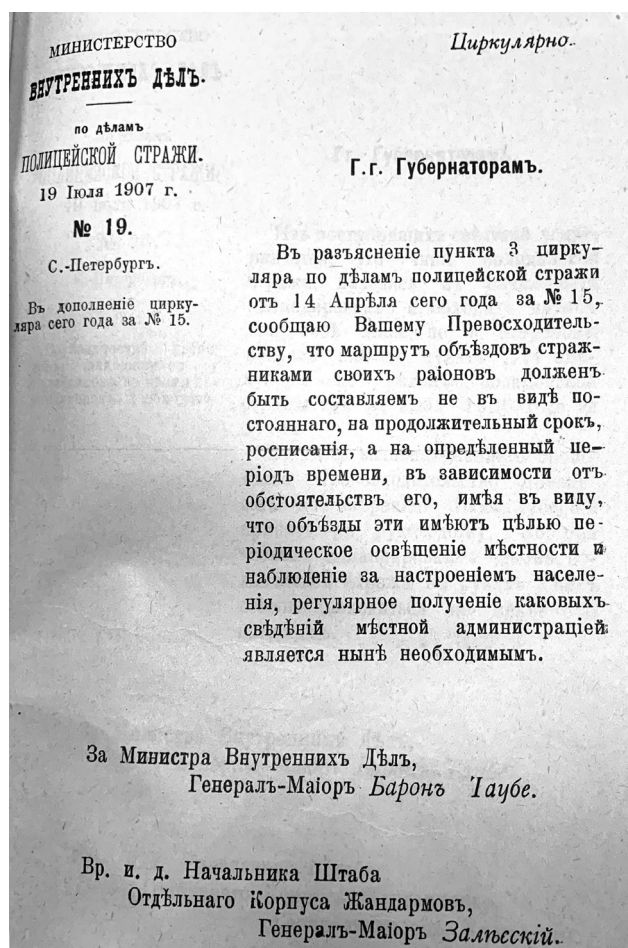 МИНИСТЕРСТВО
ВНУТРЕННИХЪ ДѢЛЪ.
по дѣламъ
ПОЛИЦЕЙСКОЙ СТРАЖИ.
19 Іюля 1907 г.
№ 19.
С.-Петербургъ.
Въ дополненіе цирку-
ляра сего года за № 15.
Циркулярно.
Г.г. Губернаторамъ.
Въ разъясненіе пункта 3 цирку-
ляра по дѣламъ полицейской стражи
отъ 14 Апрѣля сего года за № 15,
сообщаю Вашему Превосходитель-
ству, что маршрутъ объѣздовъ страж-
никами своихъ раіоновъ долженъ
быть составляемъ не въ видѣ по-
стояннаго, на продолжительный срокъ,
росписанія, а на опредѣленный пе-
ріодъ времени, въ зависимости отъ
обстоятельствъ его, имѣя въ виду,
что объѣзды эти имѣютъ цѣлью пе-
ріодическое освѣщеніе мѣстности и
наблюденіе за настроеніемъ населе-
нія, регулярное полученіе каковыхъ
свѣдѣній мѣстной администраціей
является нынѣ необходимымъ.
За Министра Внутреннихъ Дѣлъ,
Генералъ-Маіоръ Баронъ Таубе.
Вр. и. д. Начальника Штаба
Отдѣльнаго Корпуса Жандармовъ,
Генералъ-Маіоръ Залѣсскій.